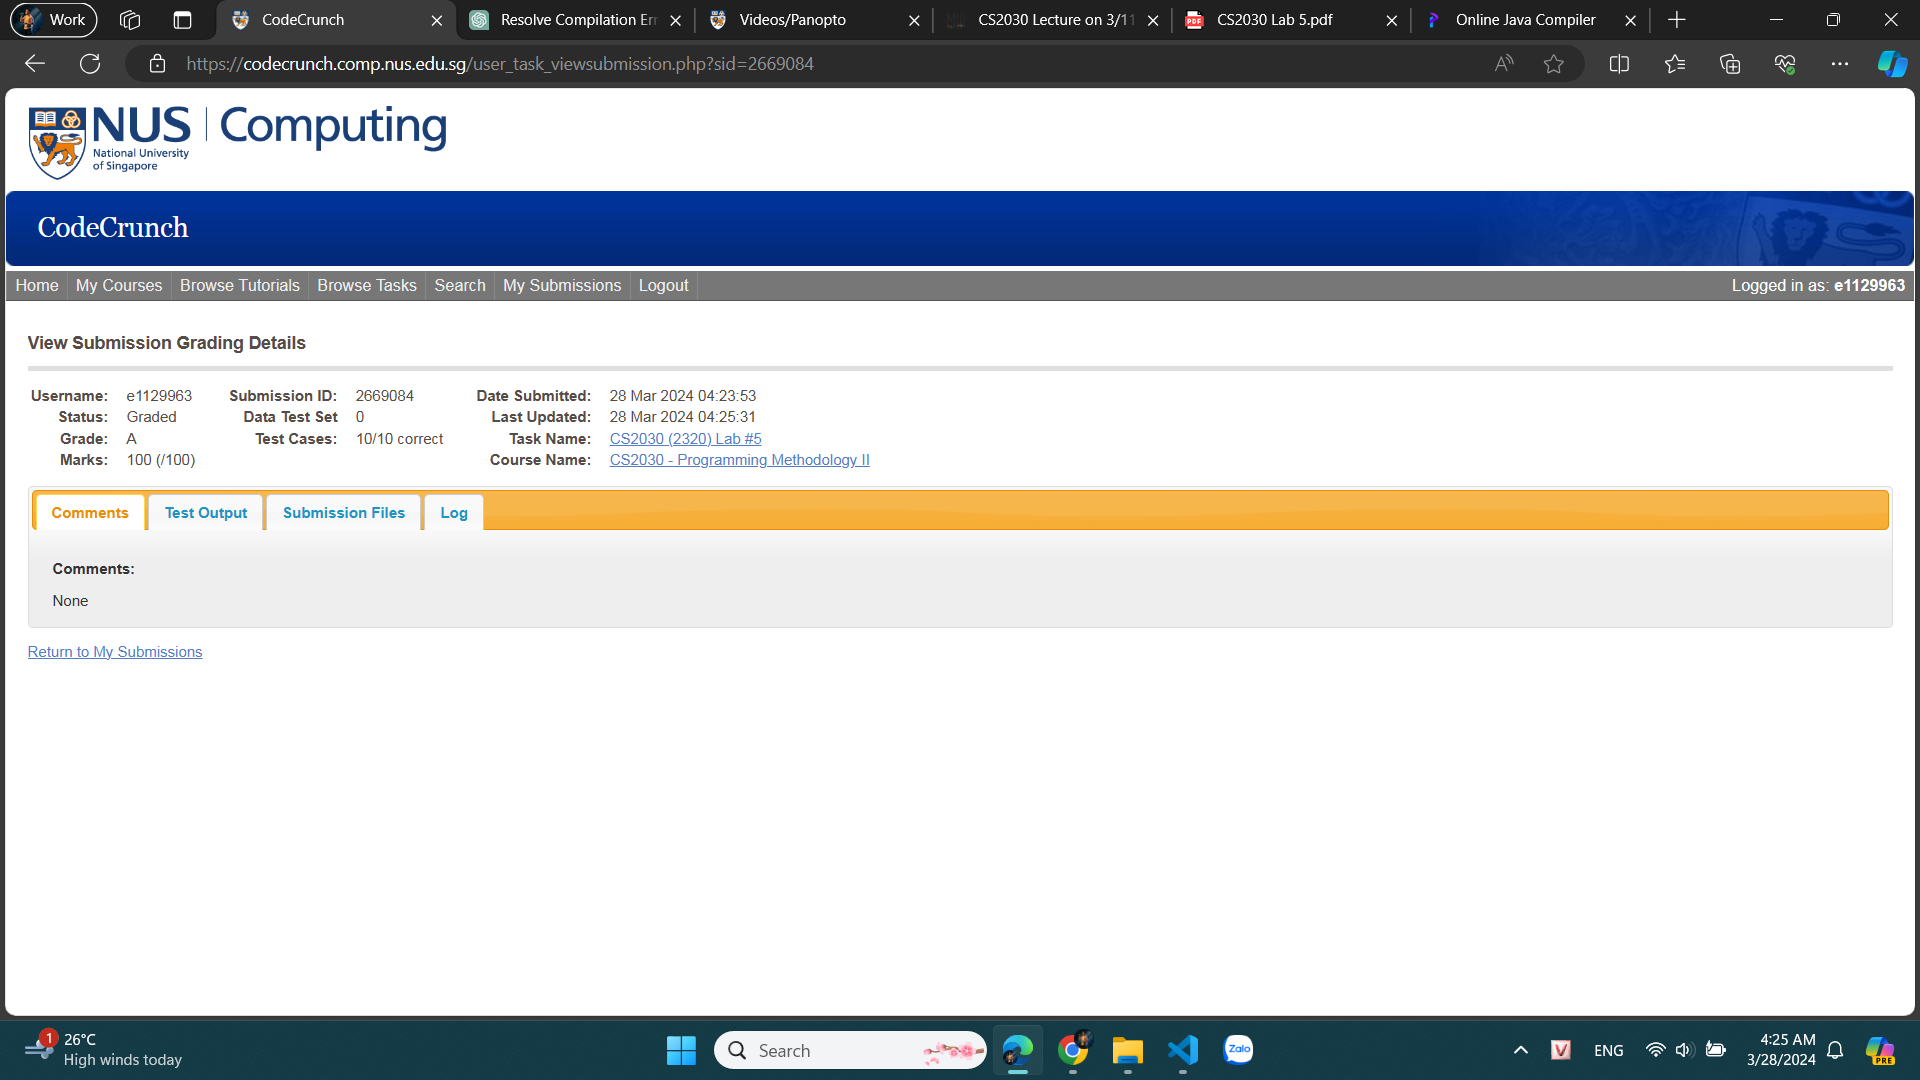 Work
CodeCrunch
Resolve Compilation Err
Videos/Panopto
CS2030 Lecture on 3/11
PDF
CS2030 Lab 5.pdf
Online Java Compiler
https://codecrunch.comp.nus.edu.sg/user_task_viewsubmission.php?sid=2669084
NUS
National University
of Singapore
Computing
CodeCrunch
Home
My Courses
Browse Tutorials
Browse Tasks
Search
My Submissions
Logout
Logged in as: e1129963
View Submission Grading Details
Username: e1129963 Submission ID: 2669084 Date Submitted: 28 Mar 2024 04:23:53
Status: Graded Data Test Set 0 Last Updated: 28 Mar 2024 04:25:31
Grade: A Test Cases: 10/10 correct Task Name: CS2030 (2320) Lab #5
Marks: 100 (/100) Course Name: CS2030 - Programming Methodology II
Comments
Test Output
Submission Files
Log
Comments:
None
Return to My Submissions
1
26°C
High winds today
Search
Zalo
V
ENG
4:25 AM
3/28/2024
PRE